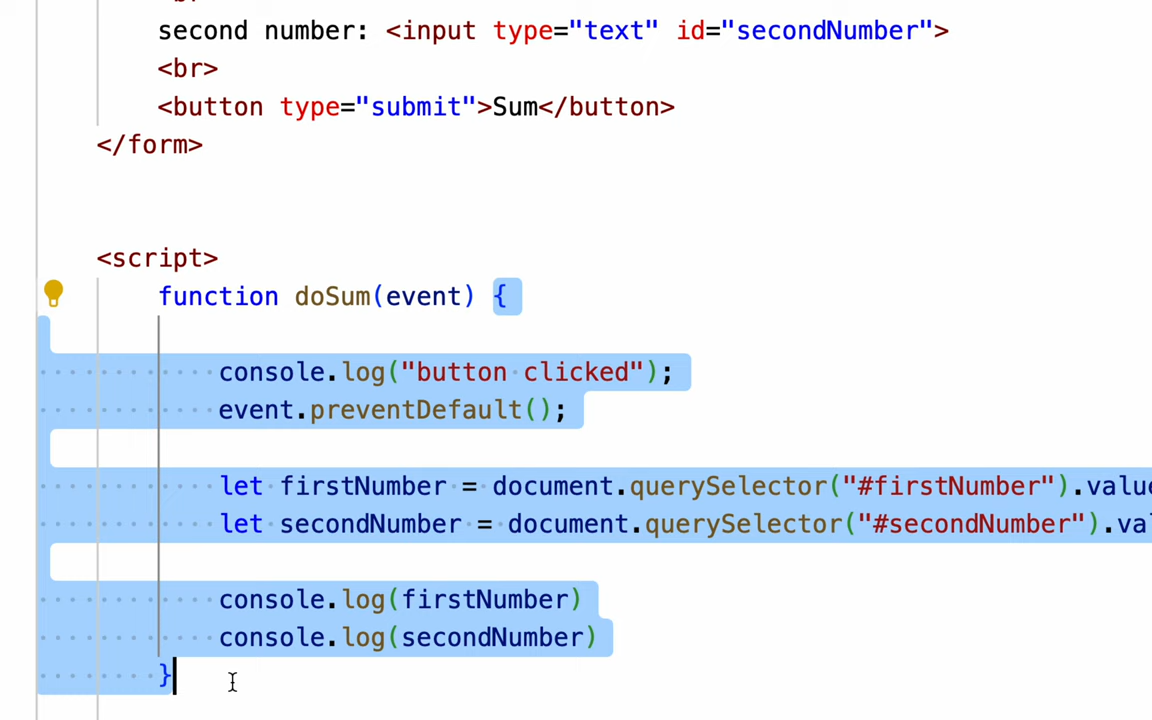 second number: <input type="text" id="secondNumber">
<br>
<button type="submit">Sum</button>
</form>
<script>
function doSum(event) {
console.log("button clicked");
event.preventDefault();
let firstNumber = document.querySelector("#firstNumber").value
let secondNumber = document.querySelector("#secondNumber").va
console.log(firstNumber)
console.log(secondNumber)
}